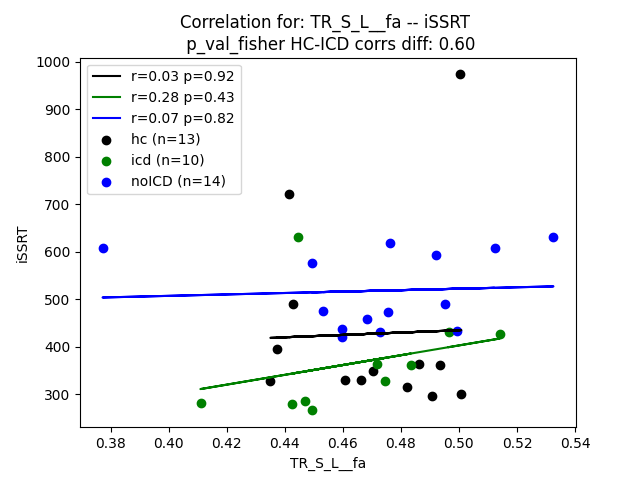 Correlation for: TR_S_L__fa -- iSSRT
p_val_fisher HC-ICD corrs diff: 0.60
r=0.03 p=0.92
r=0.28 p=0.43
r=0.07 p=0.82
hc (n=13)
icd (n=10)
noICD (n=14)
1000
900
800
700
600
500
400
300
iSSRT
0.38
0.40
0.42
0.44
0.46
0.48
0.50
0.52
0.54
TR_S_L__fa